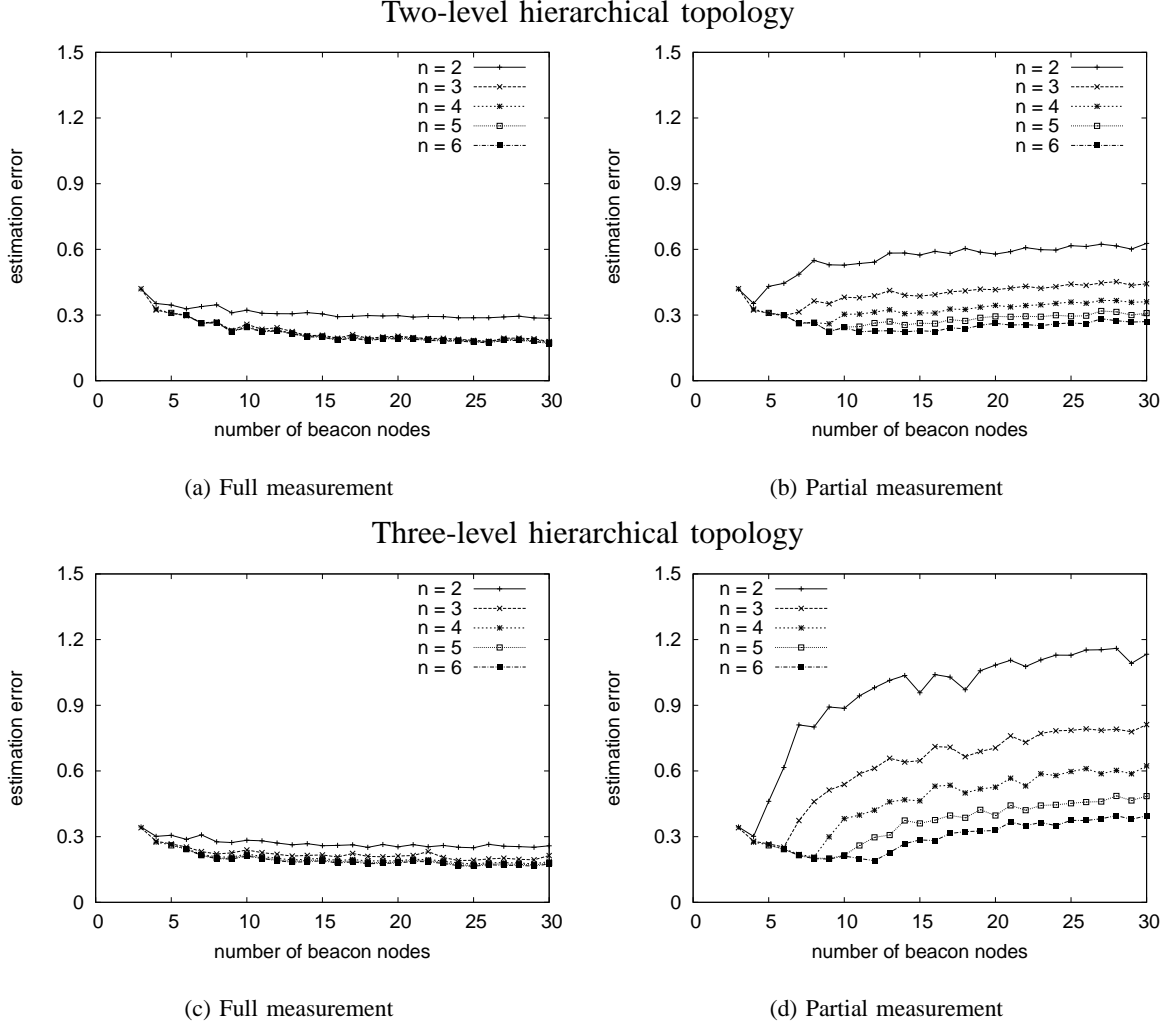 Two-level hierarchical topology
1.5
1.2
0.9
0.6
0.3
0
0 5 10 15 20 25 30
estimation error
number of beacon nodes
n = 2
n = 3
n = 4
n = 5
n = 6
(a) Full measurement
1.5
1.2
0.9
0.6
0.3
0
0 5 10 15 20 25 30
estimation error
number of beacon nodes
n = 2
n = 3
n = 4
n = 5
n = 6
(b) Partial measurement
Three-level hierarchical topology
1.5
1.2
0.9
0.6
0.3
0
0 5 10 15 20 25 30
estimation error
number of beacon nodes
n = 2
n = 3
n = 4
n = 5
n = 6
(c) Full measurement
1.5
1.2
0.9
0.6
0.3
0
0 5 10 15 20 25 30
estimation error
number of beacon nodes
n = 2
n = 3
n = 4
n = 5
n = 6
(d) Partial measurement